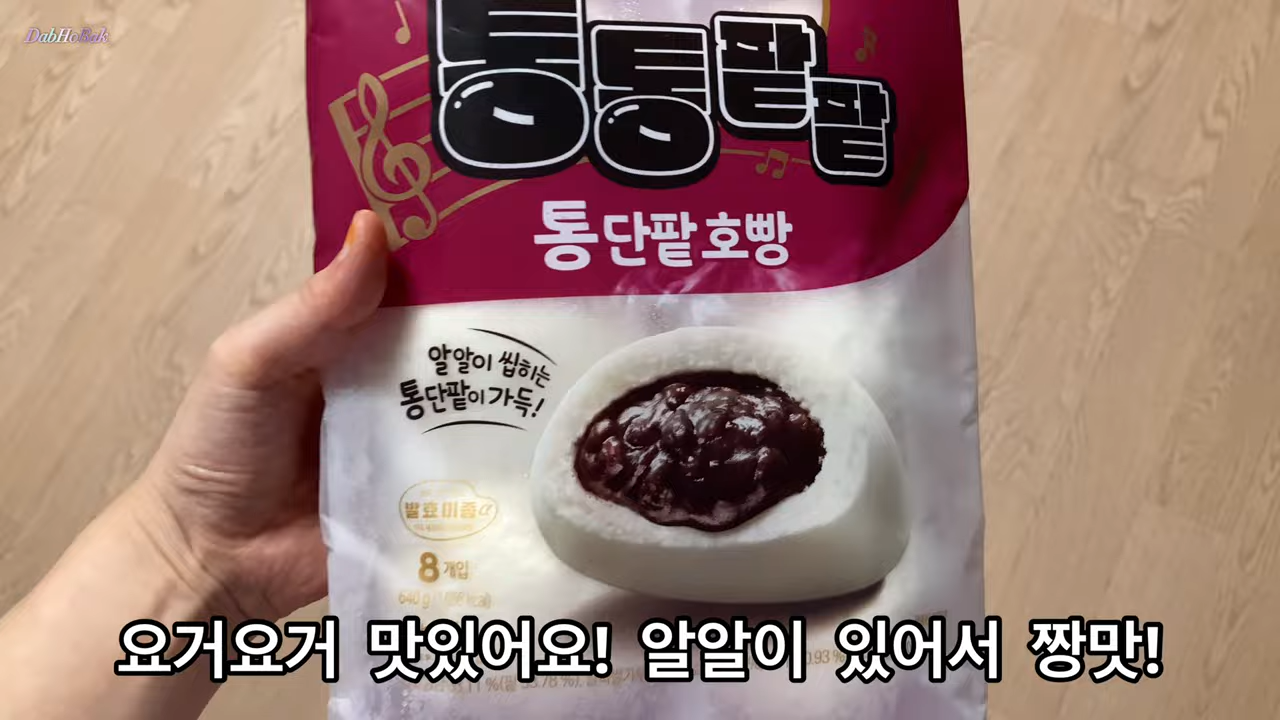 DabHoBak
통통팥팥
통단팥호빵
알알이 씹히는
통단팥이 가득!
발효미종
8개입
640 g
요거요거 맛있어요! 알알이 있어서 짱맛!